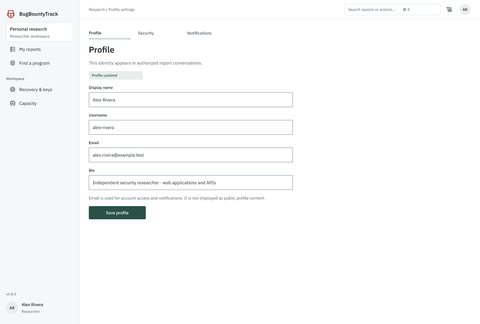 BugBountyTrack
Research / Profile settings
Search reports or actions...
⌘ K
AR
Personal research
Researcher workspace
My reports
Find a program
Workspace
Recovery & keys
Capacity
Profile
Security
Notifications
Profile
This identity appears in authorized report conversations.
Profile updated
Display name
Alex Rivera
Username
alex-rivera
Email
alex.rivera@example.test
Bio
Independent security researcher · web applications and APIs
Email is used for account access and notifications. It is not displayed as public profile content.
Save profile
AR
Alex Rivera
Researcher